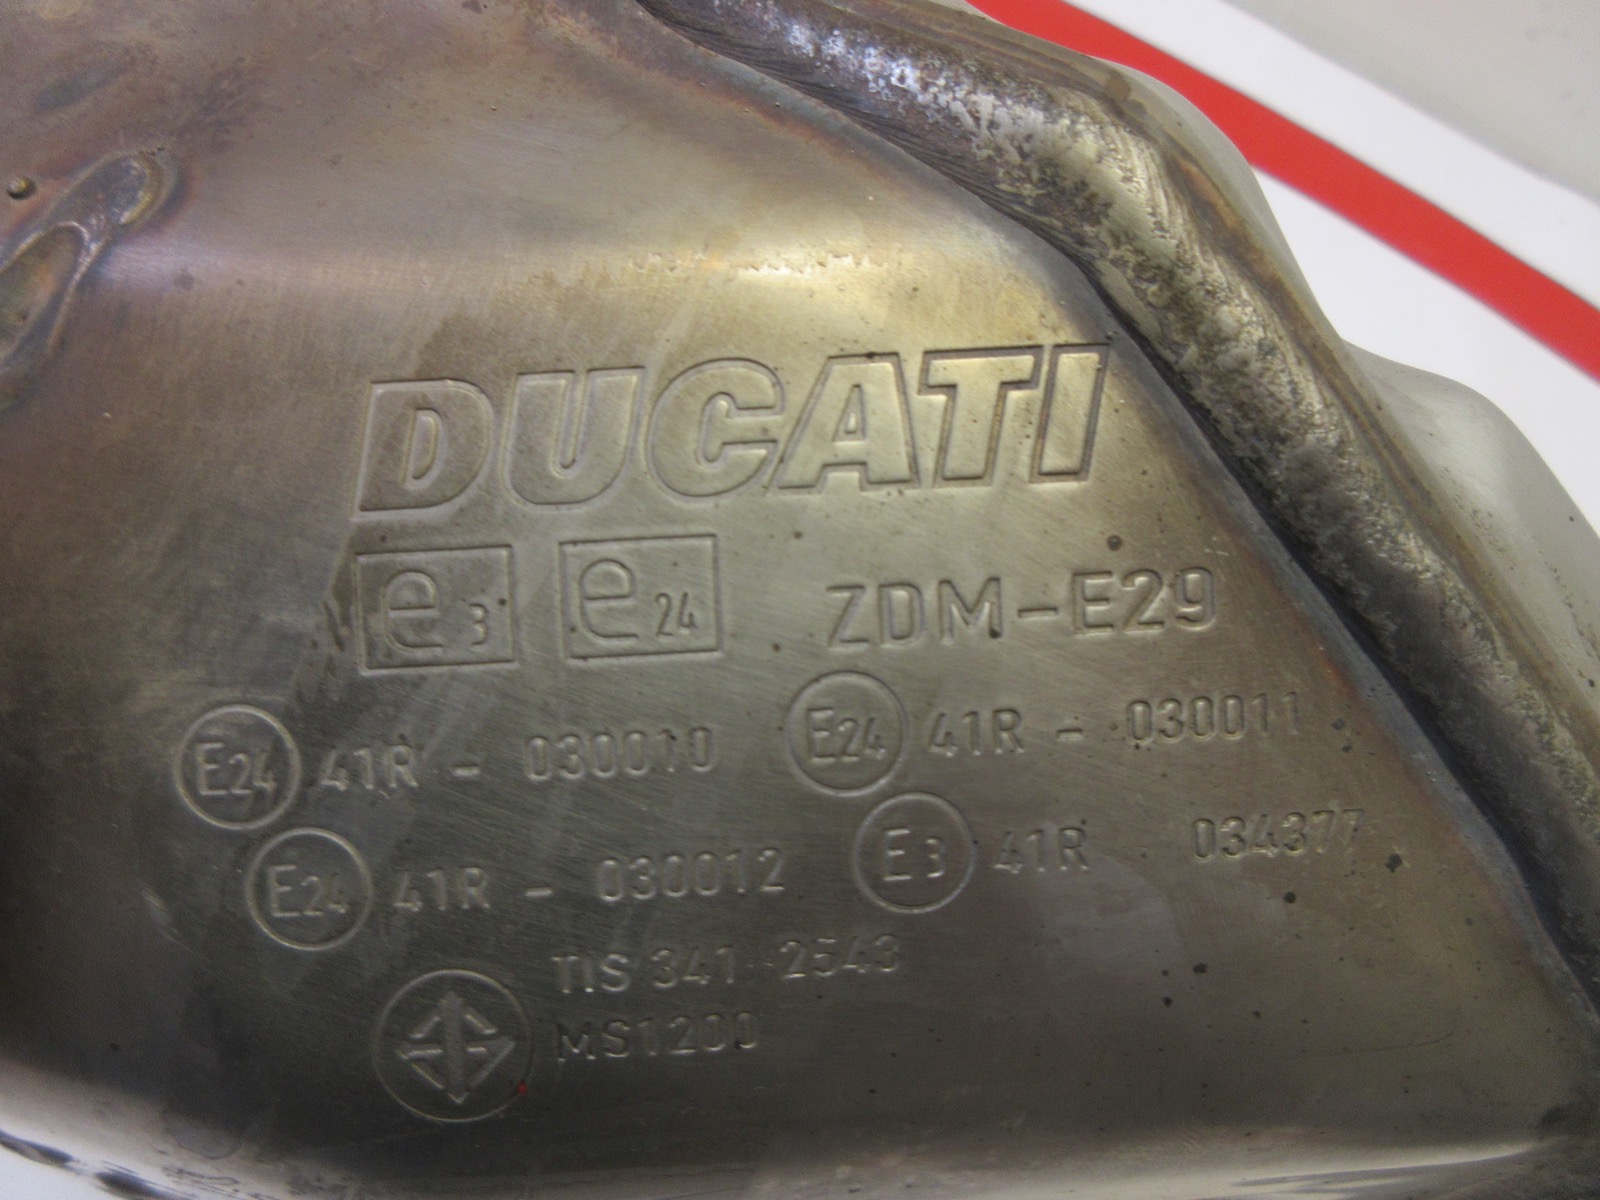 DUCATI
e3 e24 ZDM-E29
E24 41R - 030010 E24 41R - 030011
E24 41R - 030012 E3 41R 034377
TIS 341-2543
MS1200